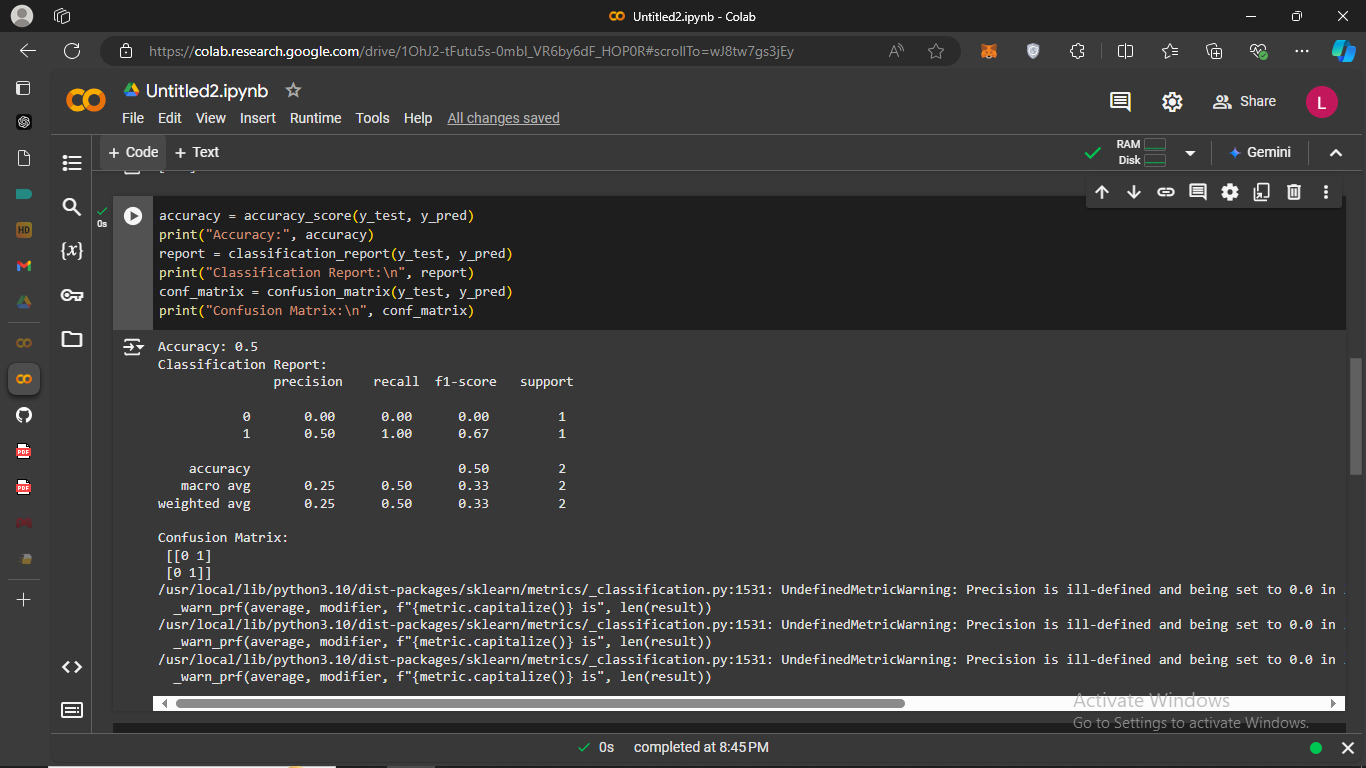 Untitled2.ipynb - Colab
https://colab.research.google.com/drive/1OhJ2-tFutu5s-0mbl_VR6by6dF_HOP0R#scrollTo=wJ8tw7gs3jEy
Untitled2.ipynb
File Edit View Insert Runtime Tools Help All changes saved
Share
L
+ Code + Text
RAM
Disk
Gemini
0s
accuracy = accuracy_score(y_test, y_pred)
print("Accuracy:", accuracy)
report = classification_report(y_test, y_pred)
print("Classification Report:\n", report)
conf_matrix = confusion_matrix(y_test, y_pred)
print("Confusion Matrix:\n", conf_matrix)
Accuracy: 0.5
Classification Report:
precision recall f1-score support
0 0.00 0.00 0.00 1
1 0.50 1.00 0.67 1
accuracy 0.50 2
macro avg 0.25 0.50 0.33 2
weighted avg 0.25 0.50 0.33 2
Confusion Matrix:
[[0 1]
[0 1]]
/usr/local/lib/python3.10/dist-packages/sklearn/metrics/_classification.py:1531: UndefinedMetricWarning: Precision is ill-defined and being set to 0.0 in
_warn_prf(average, modifier, f"{metric.capitalize()} is", len(result))
/usr/local/lib/python3.10/dist-packages/sklearn/metrics/_classification.py:1531: UndefinedMetricWarning: Precision is ill-defined and being set to 0.0 in
_warn_prf(average, modifier, f"{metric.capitalize()} is", len(result))
/usr/local/lib/python3.10/dist-packages/sklearn/metrics/_classification.py:1531: UndefinedMetricWarning: Precision is ill-defined and being set to 0.0 in
_warn_prf(average, modifier, f"{metric.capitalize()} is", len(result))
Activate Windows
Go to Settings to activate Windows.
0s completed at 8:45 PM
HD
PDF
PDF
{x}